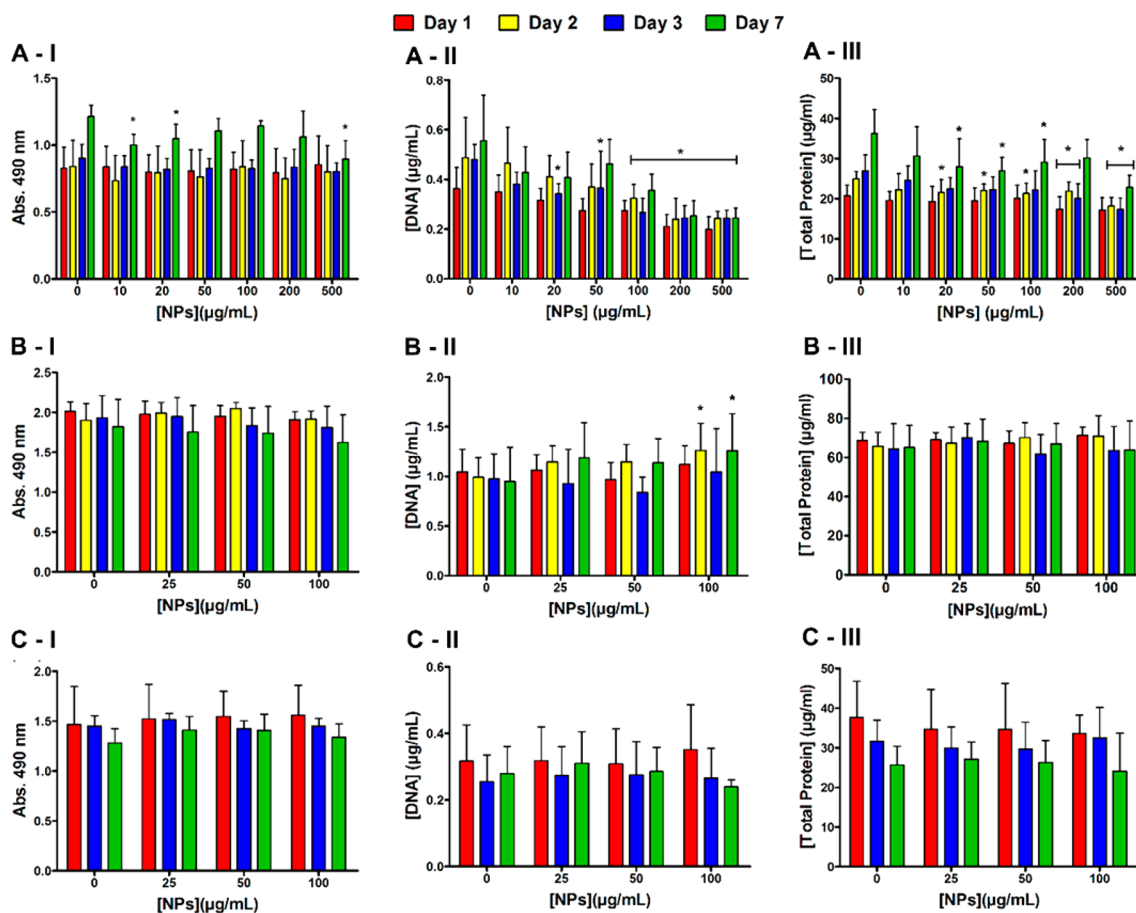 Day 1 Day 2 Day 3 Day 7
A - I
Abs. 490 nm
1.5
1.0
0.5
0.0
* * *
0 10 20 50 100 200 500
[NPs](µg/mL)
A - II
[DNA] (µg/mL)
0.8
0.6
0.4
0.2
0.0
* * *
0 10 20 50 100 200 500
[NPs] (µg/mL)
A - III
[Total Protein] (µg/ml)
50
40
30
20
10
0
* * * * * * * *
0 10 20 50 100 200 500
[NPs] (µg/mL)
B - I
Abs. 490 nm
2.5
2.0
1.5
1.0
0.5
0.0
0 25 50 100
[NPs](µg/mL)
B - II
[DNA] (µg/mL)
2.0
1.5
1.0
0.5
0.0
* *
0 25 50 100
[NPs](µg/mL)
B - III
[Total Protein] (µg/ml)
100
80
60
40
20
0
0 25 50 100
[NPs](µg/mL)
C - I
Abs. 490 nm
2.0
1.5
1.0
0.5
0.0
0 25 50 100
[NPs](µg/mL)
C - II
[DNA] (µg/mL)
0.6
0.4
0.2
0.0
0 25 50 100
[NPs](µg/mL)
C - III
[Total Protein] (µg/ml)
50
40
30
20
10
0
0 25 50 100
[NPs](µg/mL)